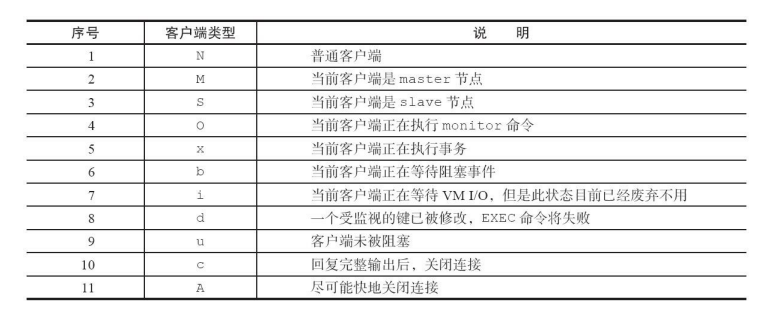 序号 客户端类型 说 明
1 N 普通客户端
2 M 当前客户端是 master 节点
3 S 当前客户端是 slave 节点
4 O 当前客户端正在执行 monitor 命令
5 x 当前客户端正在执行事务
6 b 当前客户端正在等待阻塞事件
7 i 当前客户端正在等待 VM I/O，但是此状态目前已经废弃不用
8 d 一个受监视的键已被修改，EXEC 命令将失败
9 u 客户端未被阻塞
10 c 回复完整输出后，关闭连接
11 A 尽可能快地关闭连接